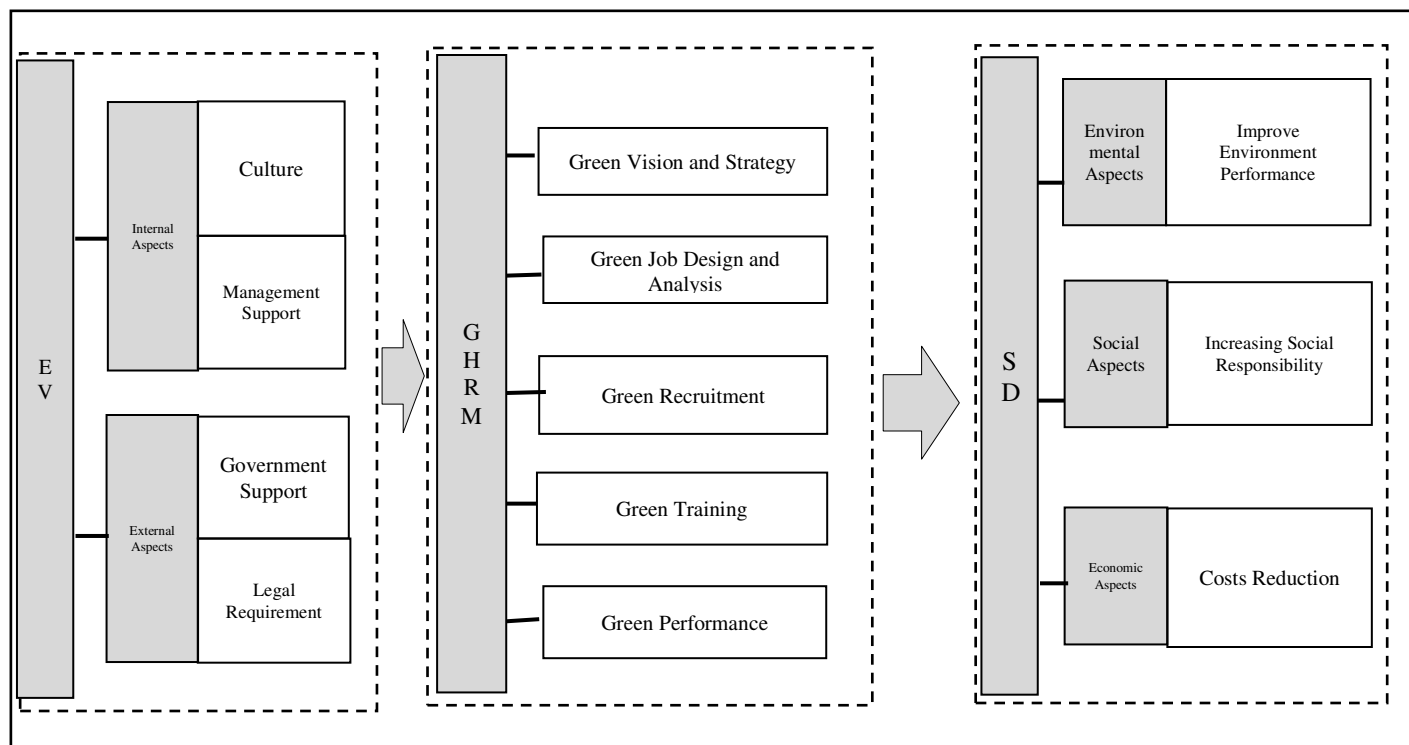 E
V
Internal
Aspects
Culture
Management
Support
External
Aspects
Government
Support
Legal
Requirement
G
H
R
M
Green Vision and Strategy
Green Job Design and
Analysis
Green Recruitment
Green Training
Green Performance
S
D
Environ
mental
Aspects
Improve
Environment
Performance
Social
Aspects
Increasing Social
Responsibility
Economic
Aspects
Costs Reduction